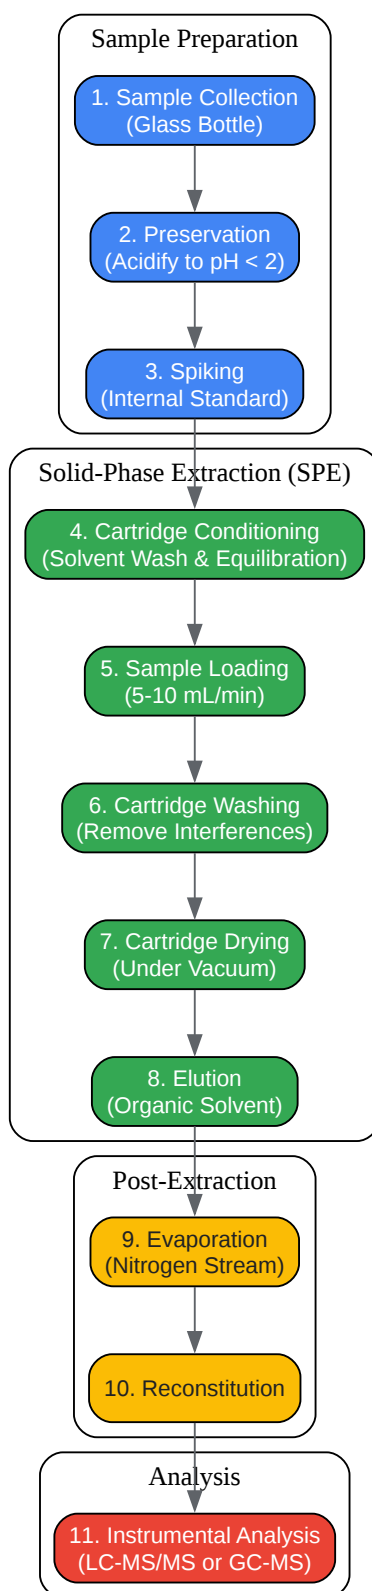 Sample Preparation
1. Sample Collection
(Glass Bottle)
2. Preservation
(Acidify to pH < 2)
3. Spiking
(Internal Standard)
Solid-Phase Extraction (SPE)
4. Cartridge Conditioning
(Solvent Wash & Equilibration)
5. Sample Loading
(5-10 mL/min)
6. Cartridge Washing
(Remove Interferences)
7. Cartridge Drying
(Under Vacuum)
8. Elution
(Organic Solvent)
Post-Extraction
9. Evaporation
(Nitrogen Stream)
10. Reconstitution
Analysis
11. Instrumental Analysis
(LC-MS/MS or GC-MS)